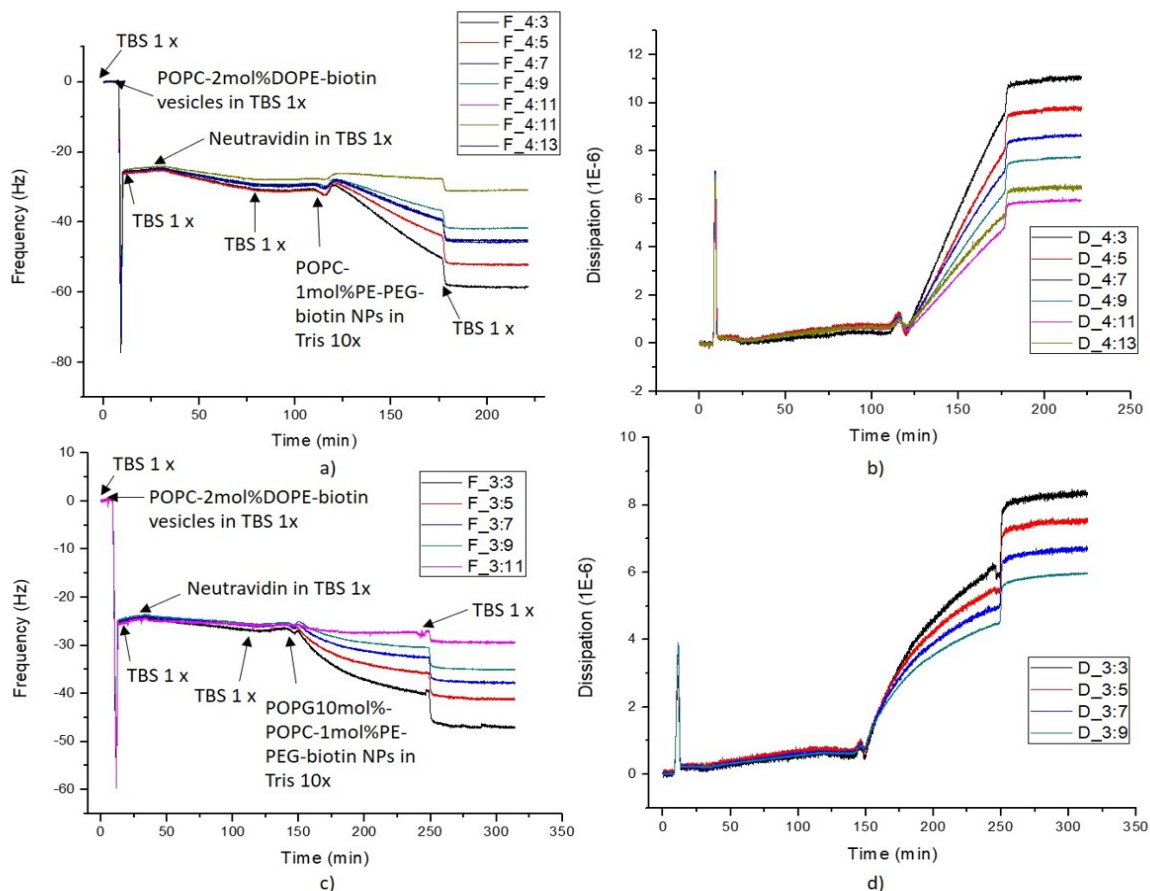 TBS 1 x
POPC-2mol%DOPE-biotin
vesicles in TBS 1x
Neutravidin in TBS 1x
TBS 1 x
TBS 1 x
POPC-
1mol%PE-PEG-
biotin NPs in
Tris 10x
TBS 1 x
F_4:3
F_4:5
F_4:7
F_4:9
F_4:11
F_4:11
F_4:13
0
-20
-40
-60
-80
Frequency (Hz)
0
50
100
150
200
Time (min)
a)
12
11
10
8
6
4
2
0
-2
Dissipation (1E-6)
D_4:3
D_4:5
D_4:7
D_4:9
D_4:11
D_4:13
0
50
100
150
200
250
Time (min)
b)
10
0
-10
-20
-30
-40
-50
-60
Frequency (Hz)
TBS 1 x
POPC-2mol%DOPE-biotin
vesicles in TBS 1x
Neutravidin in TBS 1x
TBS 1 x
TBS 1 x
TBS 1 x
POPG10mol%-
POPC-1mol%PE-
PEG-biotin NPs in
Tris 10x
F_3:3
F_3:5
F_3:7
F_3:9
F_3:11
0
50
100
150
200
250
300
350
Time (min)
c)
10
8
6
4
2
0
Dissipation (1E-6)
D_3:3
D_3:5
D_3:7
D_3:9
0
50
100
150
200
250
300
350
Time (min)
d)